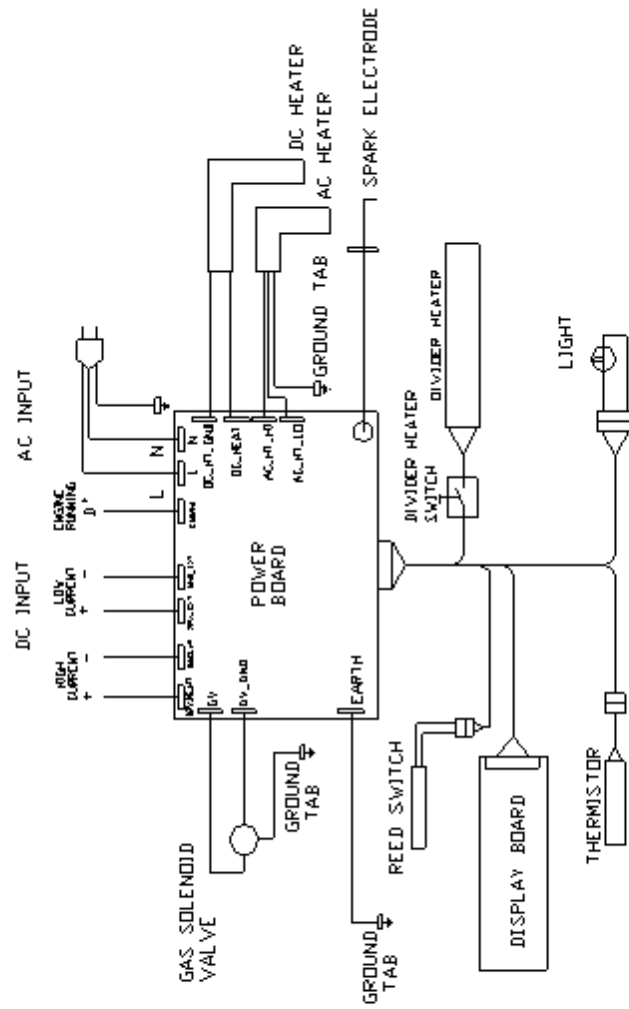 DC INPUT
AC INPUT
HIGH
CURRENT
+
-
LOW
CURRENT
+
-
ENGINE
RUNNING
D+
L
N
L
N
DC_HT_GND
DC_HEAT
AC_HT_HI
AC_HT_LO
GV
GV_GND
EARTH
POWER
BOARD
DC HEATER
AC HEATER
GROUND TAB
SPARK ELECTRODE
GAS SOLENOID
VALVE
GROUND
TAB
GROUND
TAB
REED SWITCH
DISPLAY BOARD
DIVIDER HEATER
SWITCH
DIVIDER HEATER
THERMISTOR
LIGHT